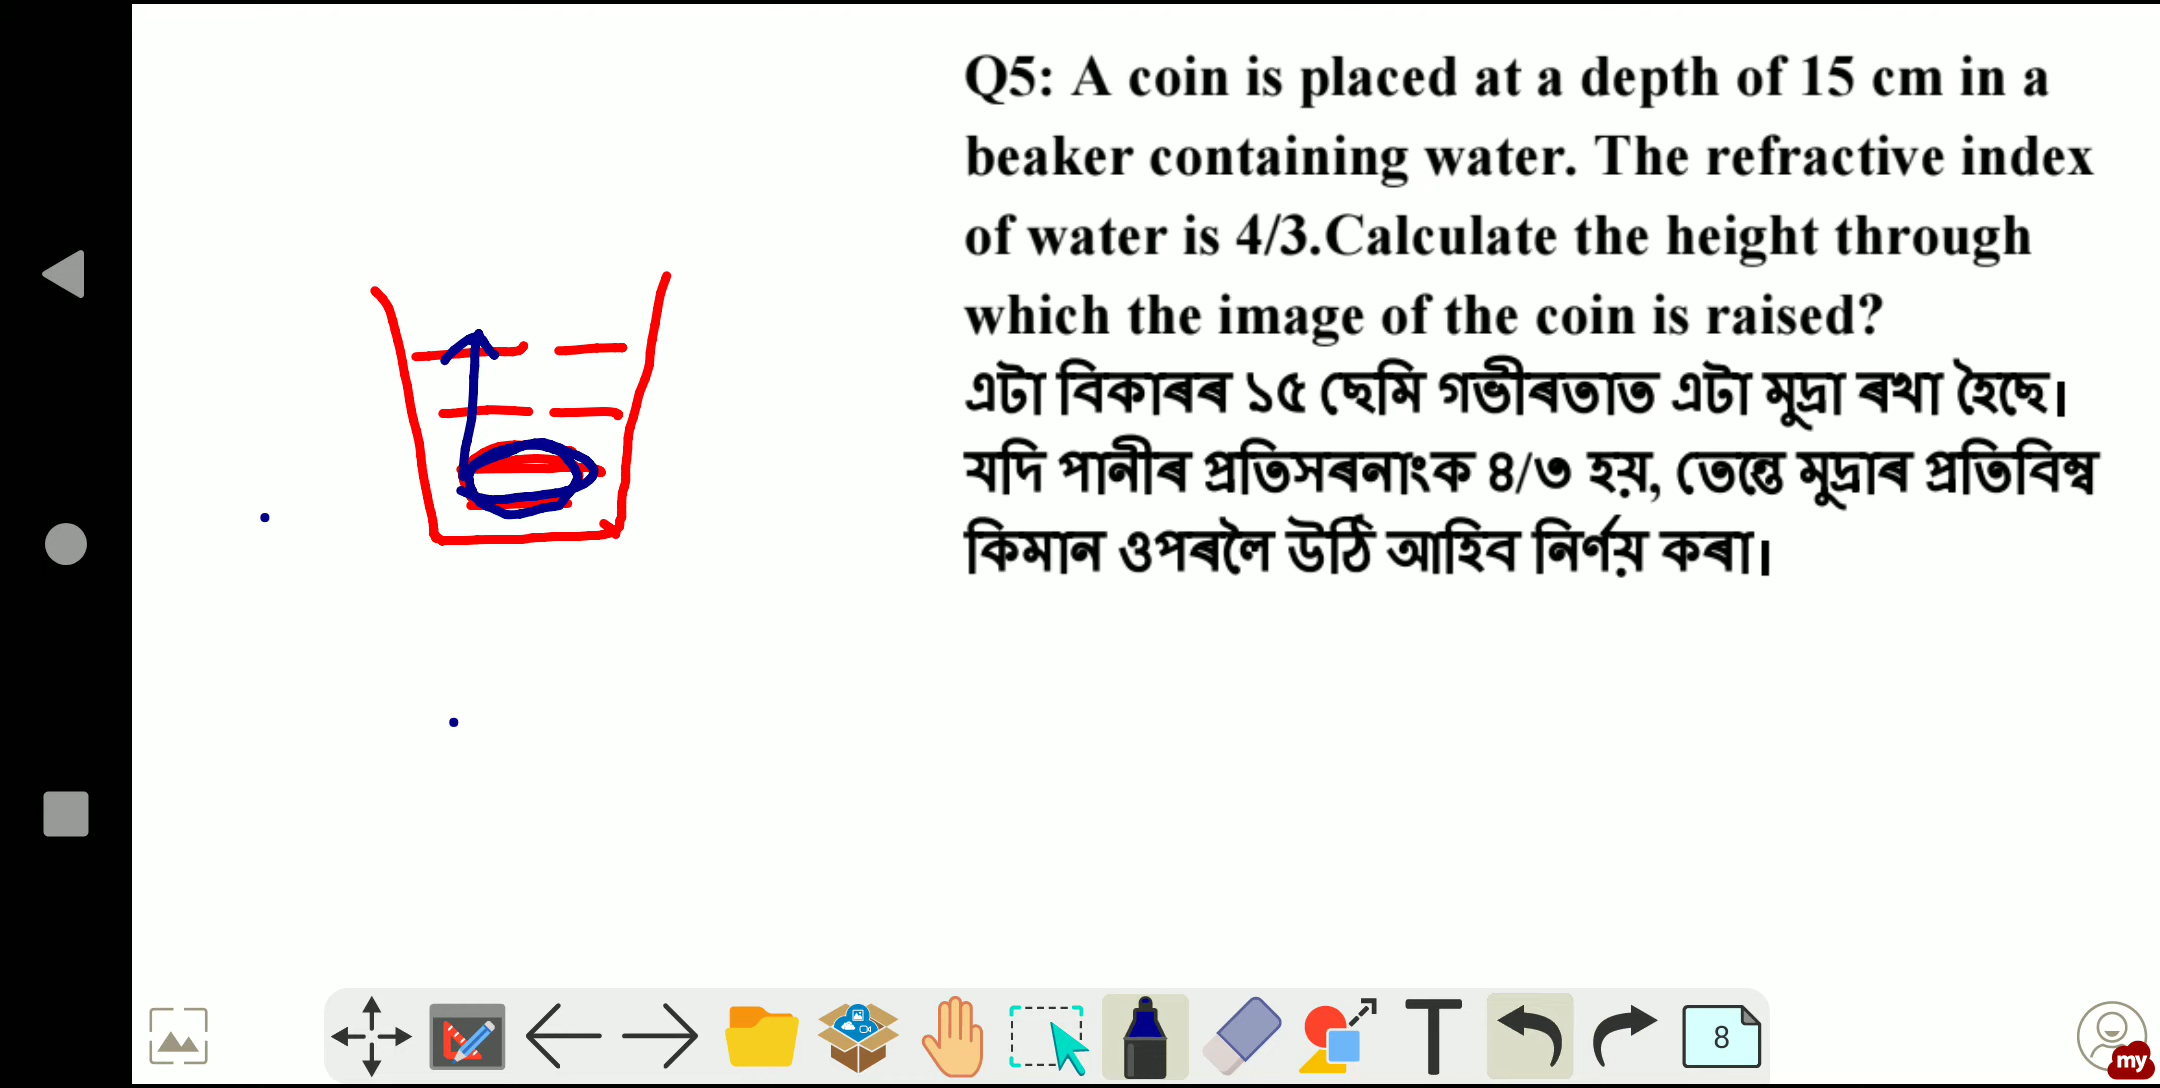 Q5: A coin is placed at a depth of 15 cm in a
beaker containing water. The refractive index
of water is 4/3.Calculate the height through
which the image of the coin is raised?
এটা বিকাৰৰ ১৫ ছেমি গভীৰতাত এটা মুদ্ৰা ৰখা হৈছে।
যদি পানীৰ প্ৰতিসৰনাংক ৪/৩ হয়, তেন্তে মুদ্ৰাৰ প্ৰতিবিম্ব
কিমান ওপৰলৈ উঠি আহিব নিৰ্ণয় কৰা।
8
my